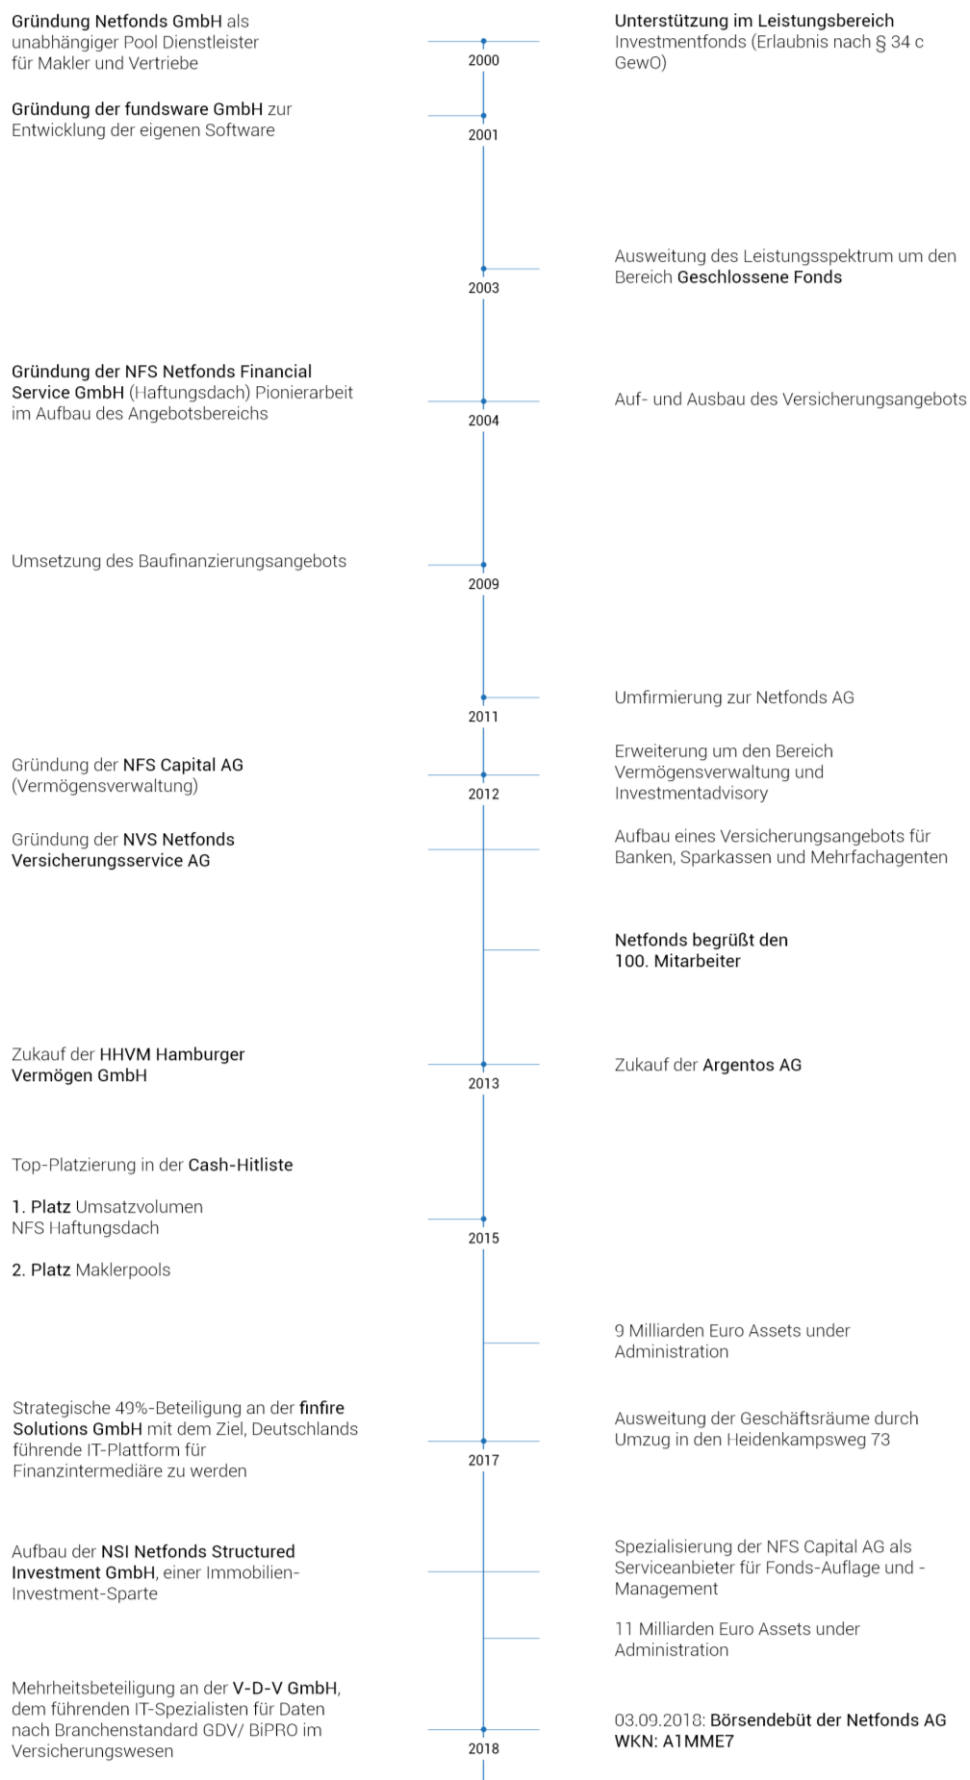 Gründung Netfonds GmbH als
unabhängiger Pool Dienstleister
für Makler und Vertriebe
Unterstützung im Leistungsbereich
Investmentfonds (Erlaubnis nach § 34 c
GewO)
2000
Gründung der fundsware GmbH zur
Entwicklung der eigenen Software
2001
Ausweitung des Leistungsspektrum um den
Bereich Geschlossene Fonds
2003
Gründung der NFS Netfonds Financial
Service GmbH (Haftungsdach) Pionierarbeit
im Aufbau des Angebotsbereichs
Auf- und Ausbau des Versicherungsangebots
2004
Umsetzung des Baufinanzierungsangebots
2009
Umfirmierung zur Netfonds AG
2011
Gründung der NFS Capital AG
(Vermögensverwaltung)
Erweiterung um den Bereich
Vermögensverwaltung und
Investmentadvisory
2012
Gründung der NVS Netfonds
Versicherungsservice AG
Aufbau eines Versicherungsangebots für
Banken, Sparkassen und Mehrfachagenten
Netfonds begrüßt den
100. Mitarbeiter
Zukauf der HHVM Hamburger
Vermögen GmbH
Zukauf der Argentos AG
2013
Top-Platzierung in der Cash-Hitliste
1. Platz Umsatzvolumen
NFS Haftungsdach
2. Platz Maklerpools
2015
9 Milliarden Euro Assets under
Administration
Strategische 49%-Beteiligung an der finfire
Solutions GmbH mit dem Ziel, Deutschlands
führende IT-Plattform für
Finanzintermediäre zu werden
Ausweitung der Geschäftsräume durch
Umzug in den Heidenkampsweg 73
2017
Aufbau der NSI Netfonds Structured
Investment GmbH, einer Immobilien-
Investment-Sparte
Spezialisierung der NFS Capital AG als
Serviceanbieter für Fonds-Auflage und -
Management
11 Milliarden Euro Assets under
Administration
Mehrheitsbeteiligung an der V-D-V GmbH,
dem führenden IT-Spezialisten für Daten
nach Branchenstandard GDV/ BiPRO im
Versicherungswesen
03.09.2018: Börsendebüt der Netfonds AG
WKN: A1MME7
2018